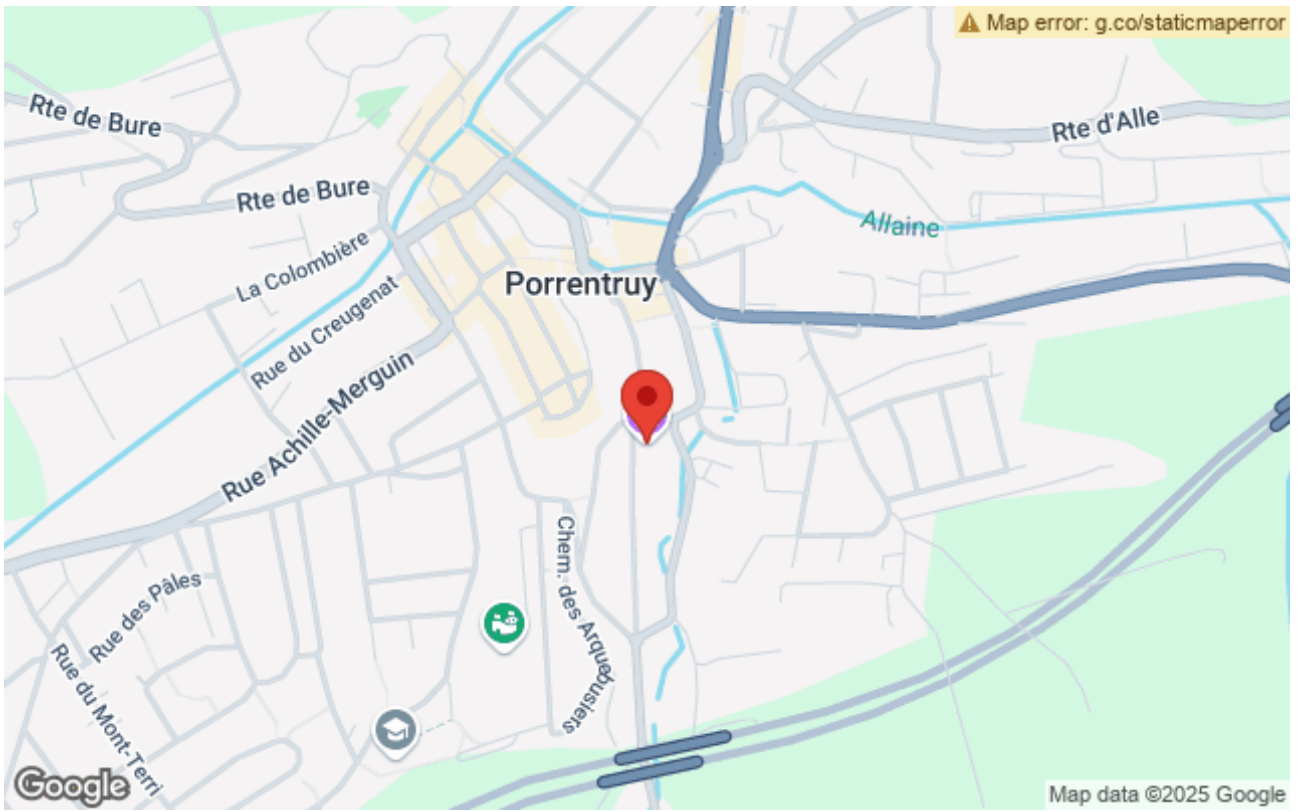 Map error: g.co/staticmaperror
Rte de Bure
Rte d'Alle
Rte de Bure
Allaine
La Colombière
Porrentruy
Rue du Creugenat
Rue Achille-Merguin
Chem. des Arquebusiers
Rue des Pâles
Rue du Mont-Terri
Google
Map data ©2025 Google